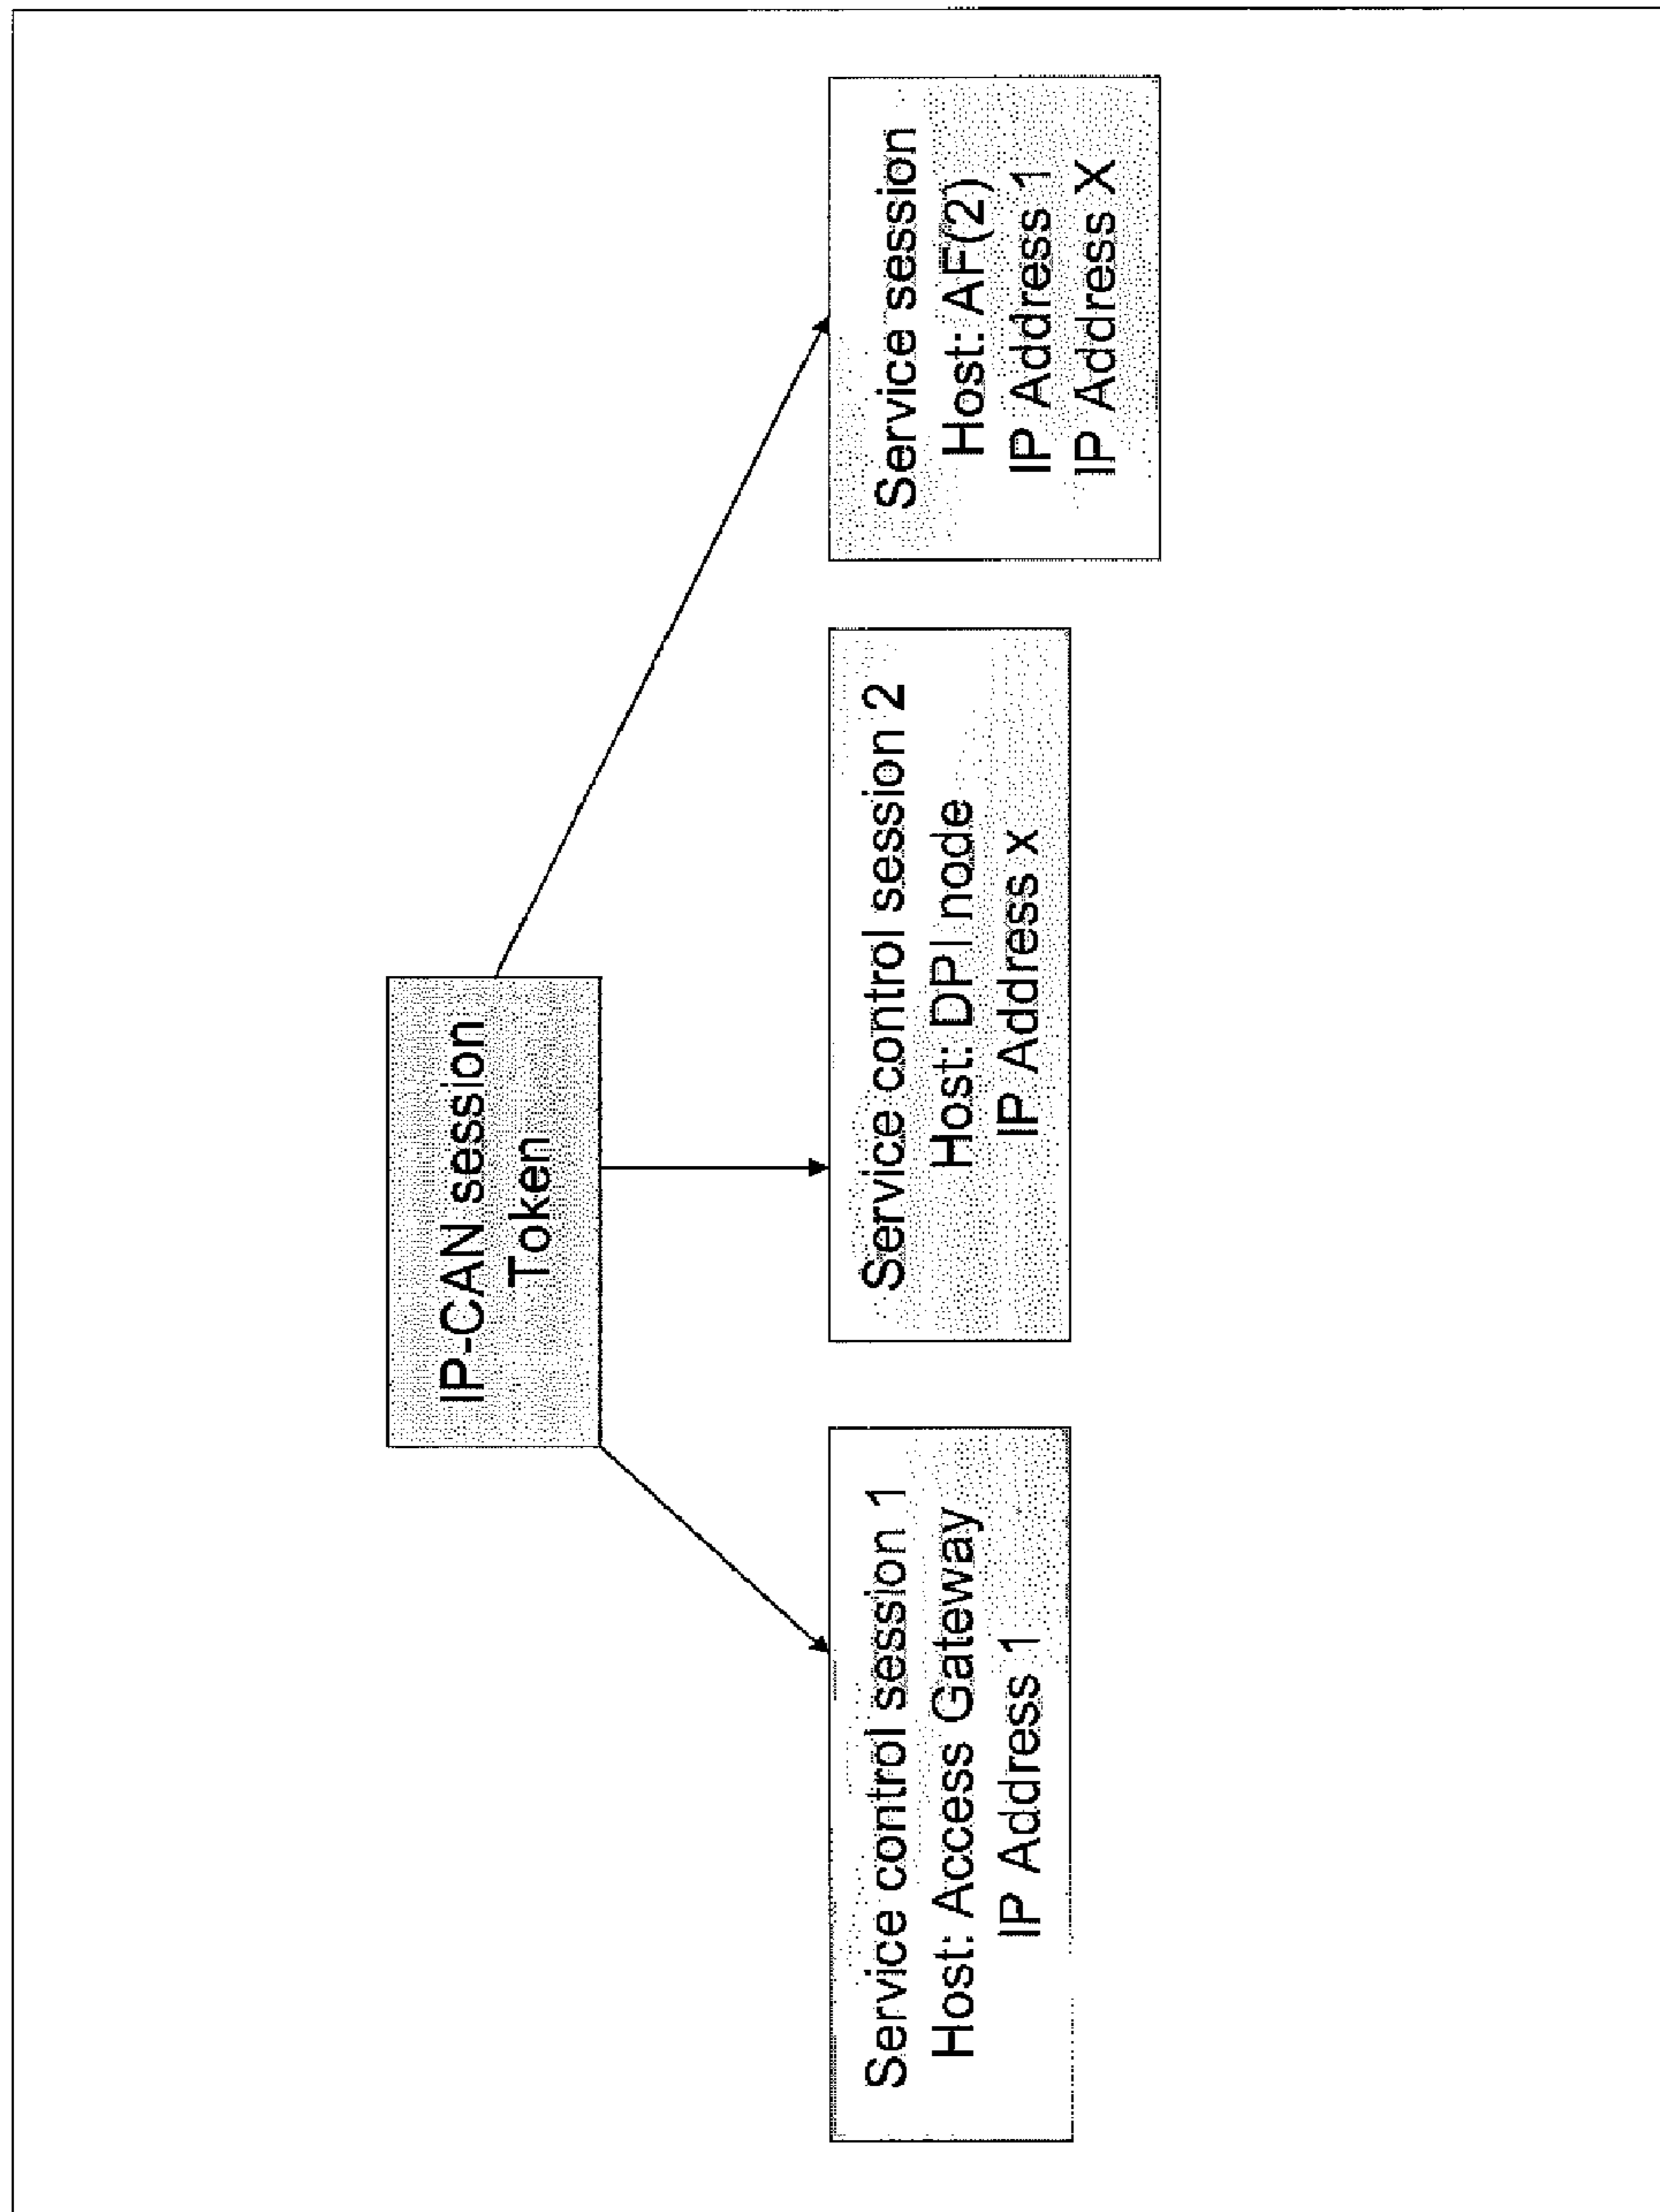 IP-CAN session
Token
Service control session 1
Host: Access Gateway
IP Address 1
Service control session 2
Host: DPI node
IP Address x
Service session
Host: AF(2)
IP Address 1
IP Address X